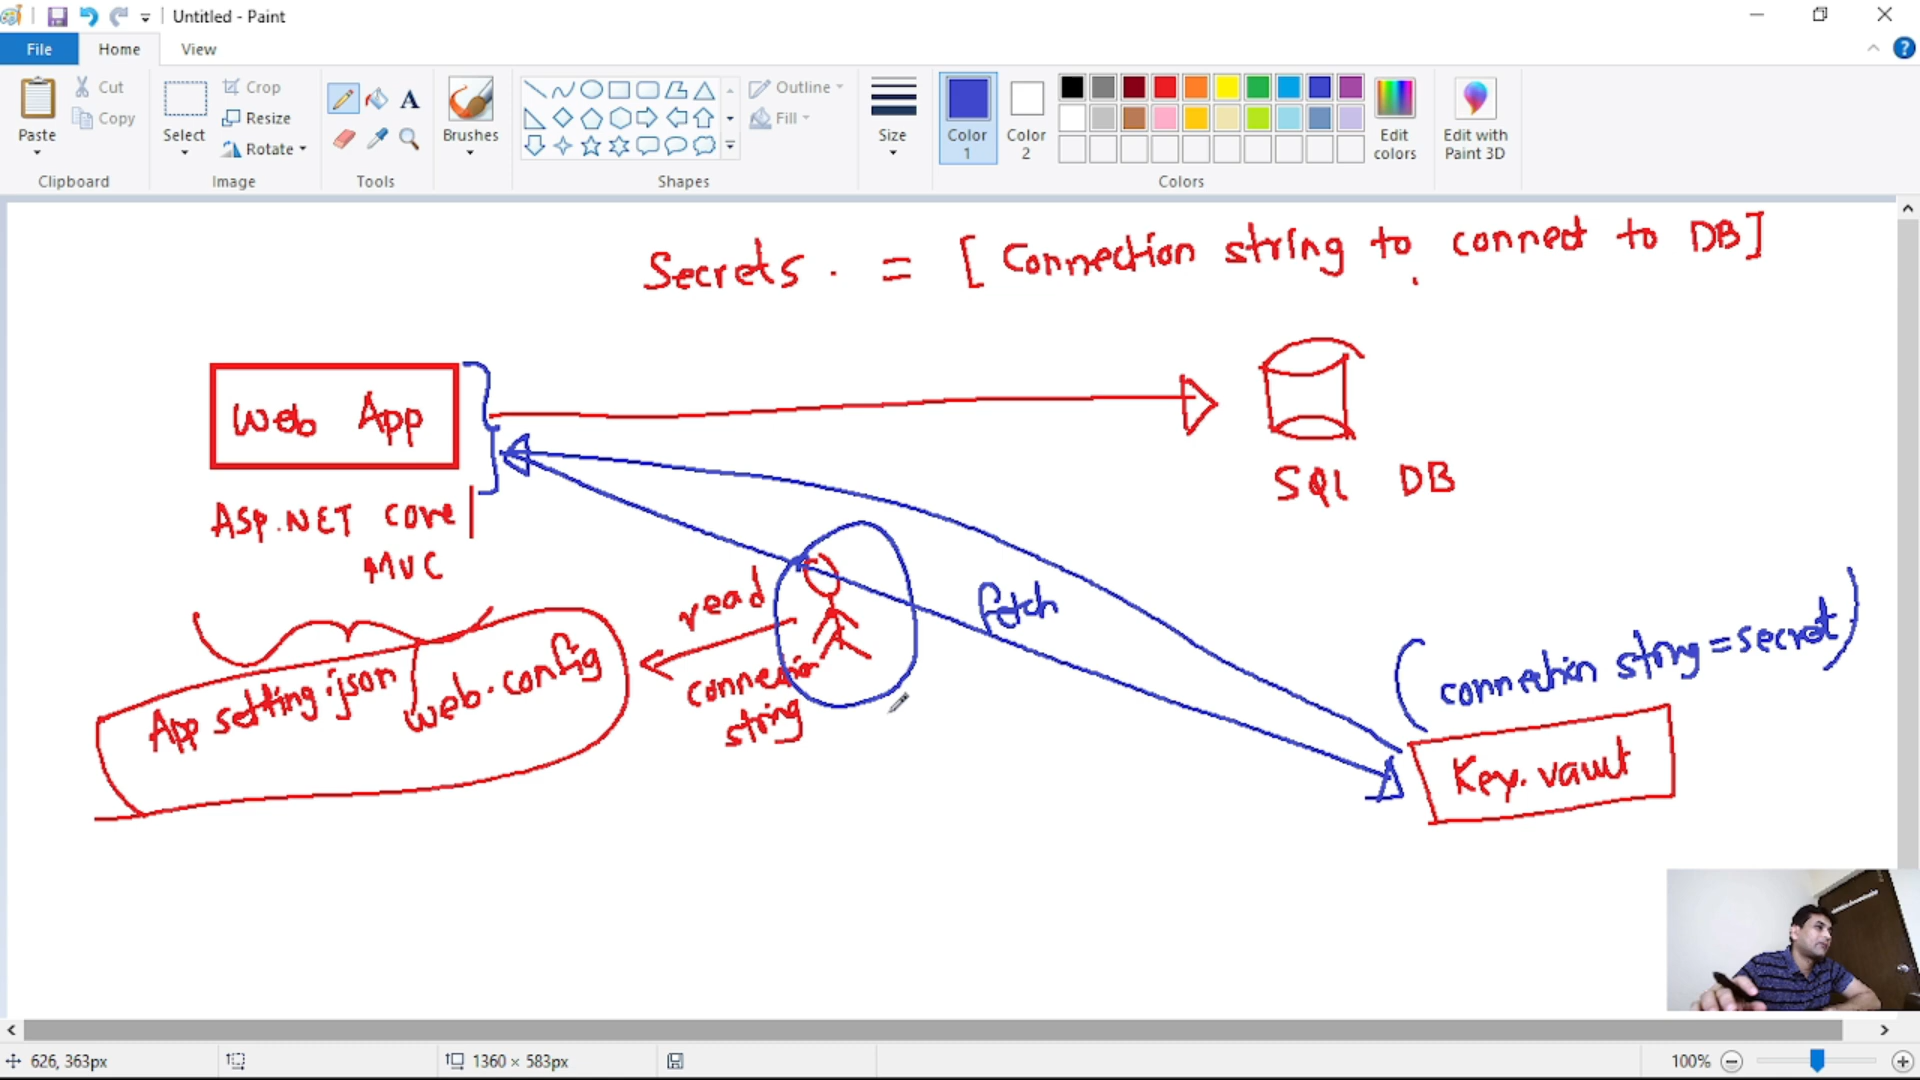 Untitled - Paint
File
Home
View
Paste
Cut
Copy
Clipboard
Select
Crop
Resize
Rotate
Image
Tools
Brushes
Shapes
Outline
Fill
Size
Color 1
Color 2
Edit colors
Edit with Paint 3D
Colors
Secrets. = [Connection string to connect to DB]
Web App
ASP.NET core |
MVC
SQL DB
read
connection
string
fetch
App setting.json
web.config
(connection string = secret)
Key.vault
626, 363px
1360 × 583px
100%